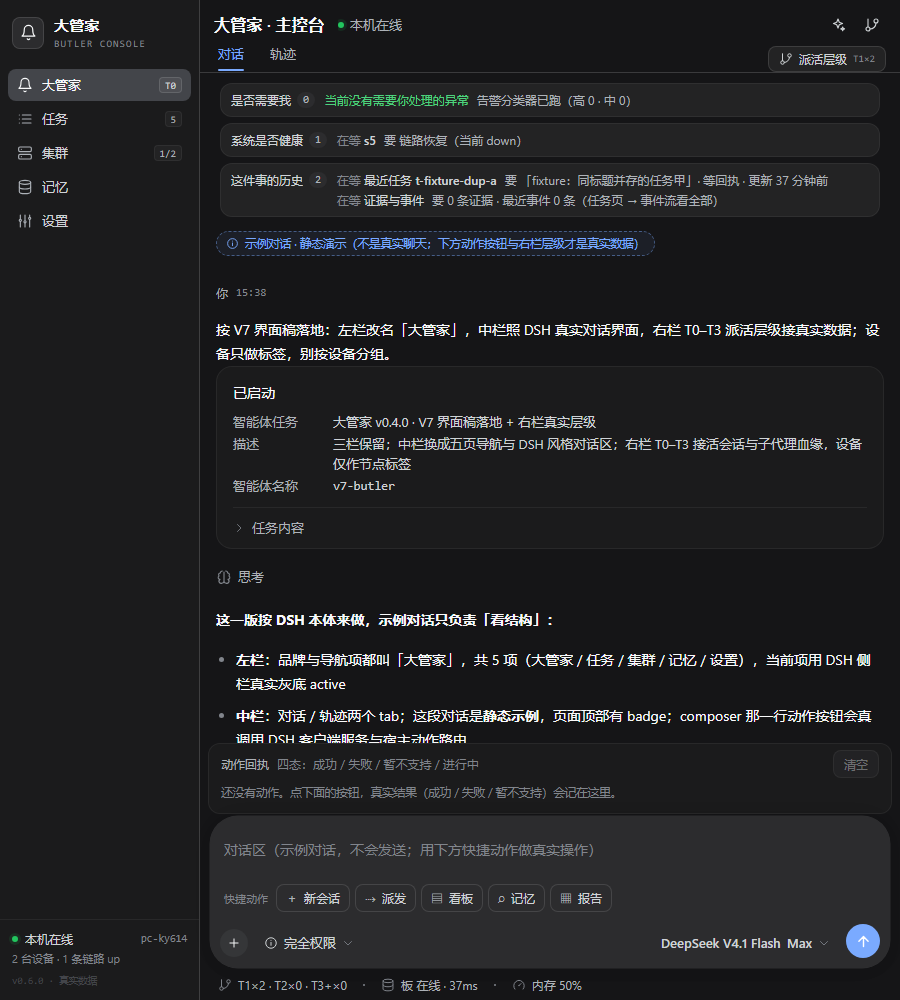 大管家
BUTLER CONSOLE
大管家 T0
任务 5
集群 1/2
记忆
设置
本机在线 pc-ky614
2 台设备 · 1 条链路 up
v0.6.0 · 真实数据
大管家 · 主控台 本机在线
对话 轨迹
派活层级 T1×2
是否需要我 0 当前没有需要你处理的异常 告警分类器已跑（高 0 · 中 0）
系统是否健康 1 在等 s5 要 链路恢复（当前 down）
这件事的历史 2 在等 最近任务 t-fixture-dup-a 要 「fixture：同标题并存的任务甲」· 等回执 · 更新 37 分钟前
在等 证据与事件 要 0 条证据 · 最近事件 0 条（任务页 → 事件流看全部）
示例对话 · 静态演示（不是真实聊天；下方动作按钮与右栏层级才是真实数据）
你 15:38
按 V7 界面稿落地：左栏改名「大管家」，中栏照 DSH 真实对话界面，右栏 T0–T3 派活层级接真实数据；设
备只做标签，别按设备分组。
已启动
智能体任务 大管家 v0.4.0 · V7 界面稿落地 + 右栏真实层级
描述 三栏保留；中栏换成五页导航与 DSH 风格对话区；右栏 T0–T3 接活会话与子代理血缘，设备
仅作节点标签
智能体名称 v7-butler
任务内容
思考
这一版按 DSH 本体来做，示例对话只负责「看结构」：
左栏：品牌与导航项都叫「大管家」，共 5 项（大管家 / 任务 / 集群 / 记忆 / 设置），当前项用 DSH 侧
栏真实灰底 active
中栏：对话 / 轨迹两个 tab；这段对话是静态示例，页面顶部有 badge；composer 那一行动作按钮会真
调用 DSH 客户端服务与宿主动作路由
动作回执 四态：成功 / 失败 / 暂不支持 / 进行中
清空
还没有动作。点下面的按钮，真实结果（成功 / 失败 / 暂不支持）会记在这里。
对话区（示例对话，不会发送；用下方快捷动作做真实操作）
快捷动作 + 新会话 → 派发 看板 记忆 报告
+ 完全权限
DeepSeek V4.1 Flash Max
T1×2 · T2×0 · T3+×0 · 板 在线 · 37ms · 内存 50%